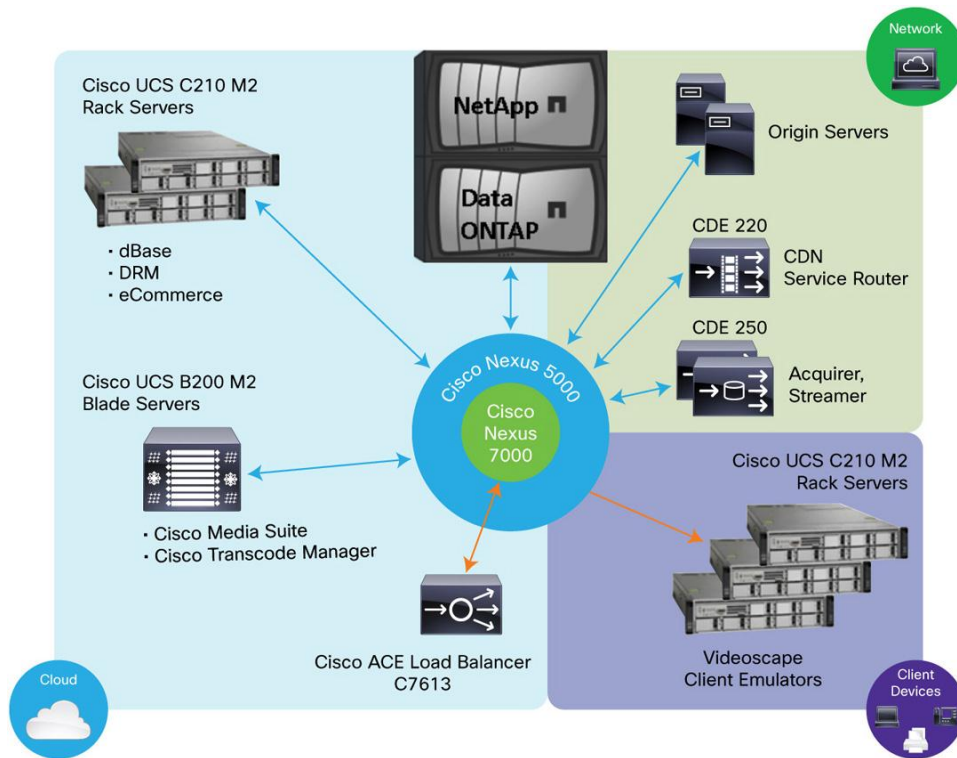 Network
Cisco UCS C210 M2
Rack Servers
· dBase
· DRM
· eCommerce
NetApp
Data
ONTAP
Origin Servers
CDE 220
CDN
Service Router
CDE 250
Acquirer,
Streamer
Cisco Nexus 5000
Cisco
Nexus
7000
Cisco UCS B200 M2
Blade Servers
· Cisco Media Suite
· Cisco Transcode Manager
Cisco UCS C210 M2
Rack Servers
Videoscape
Client Emulators
Cisco ACE Load Balancer
C7613
Cloud
Client
Devices